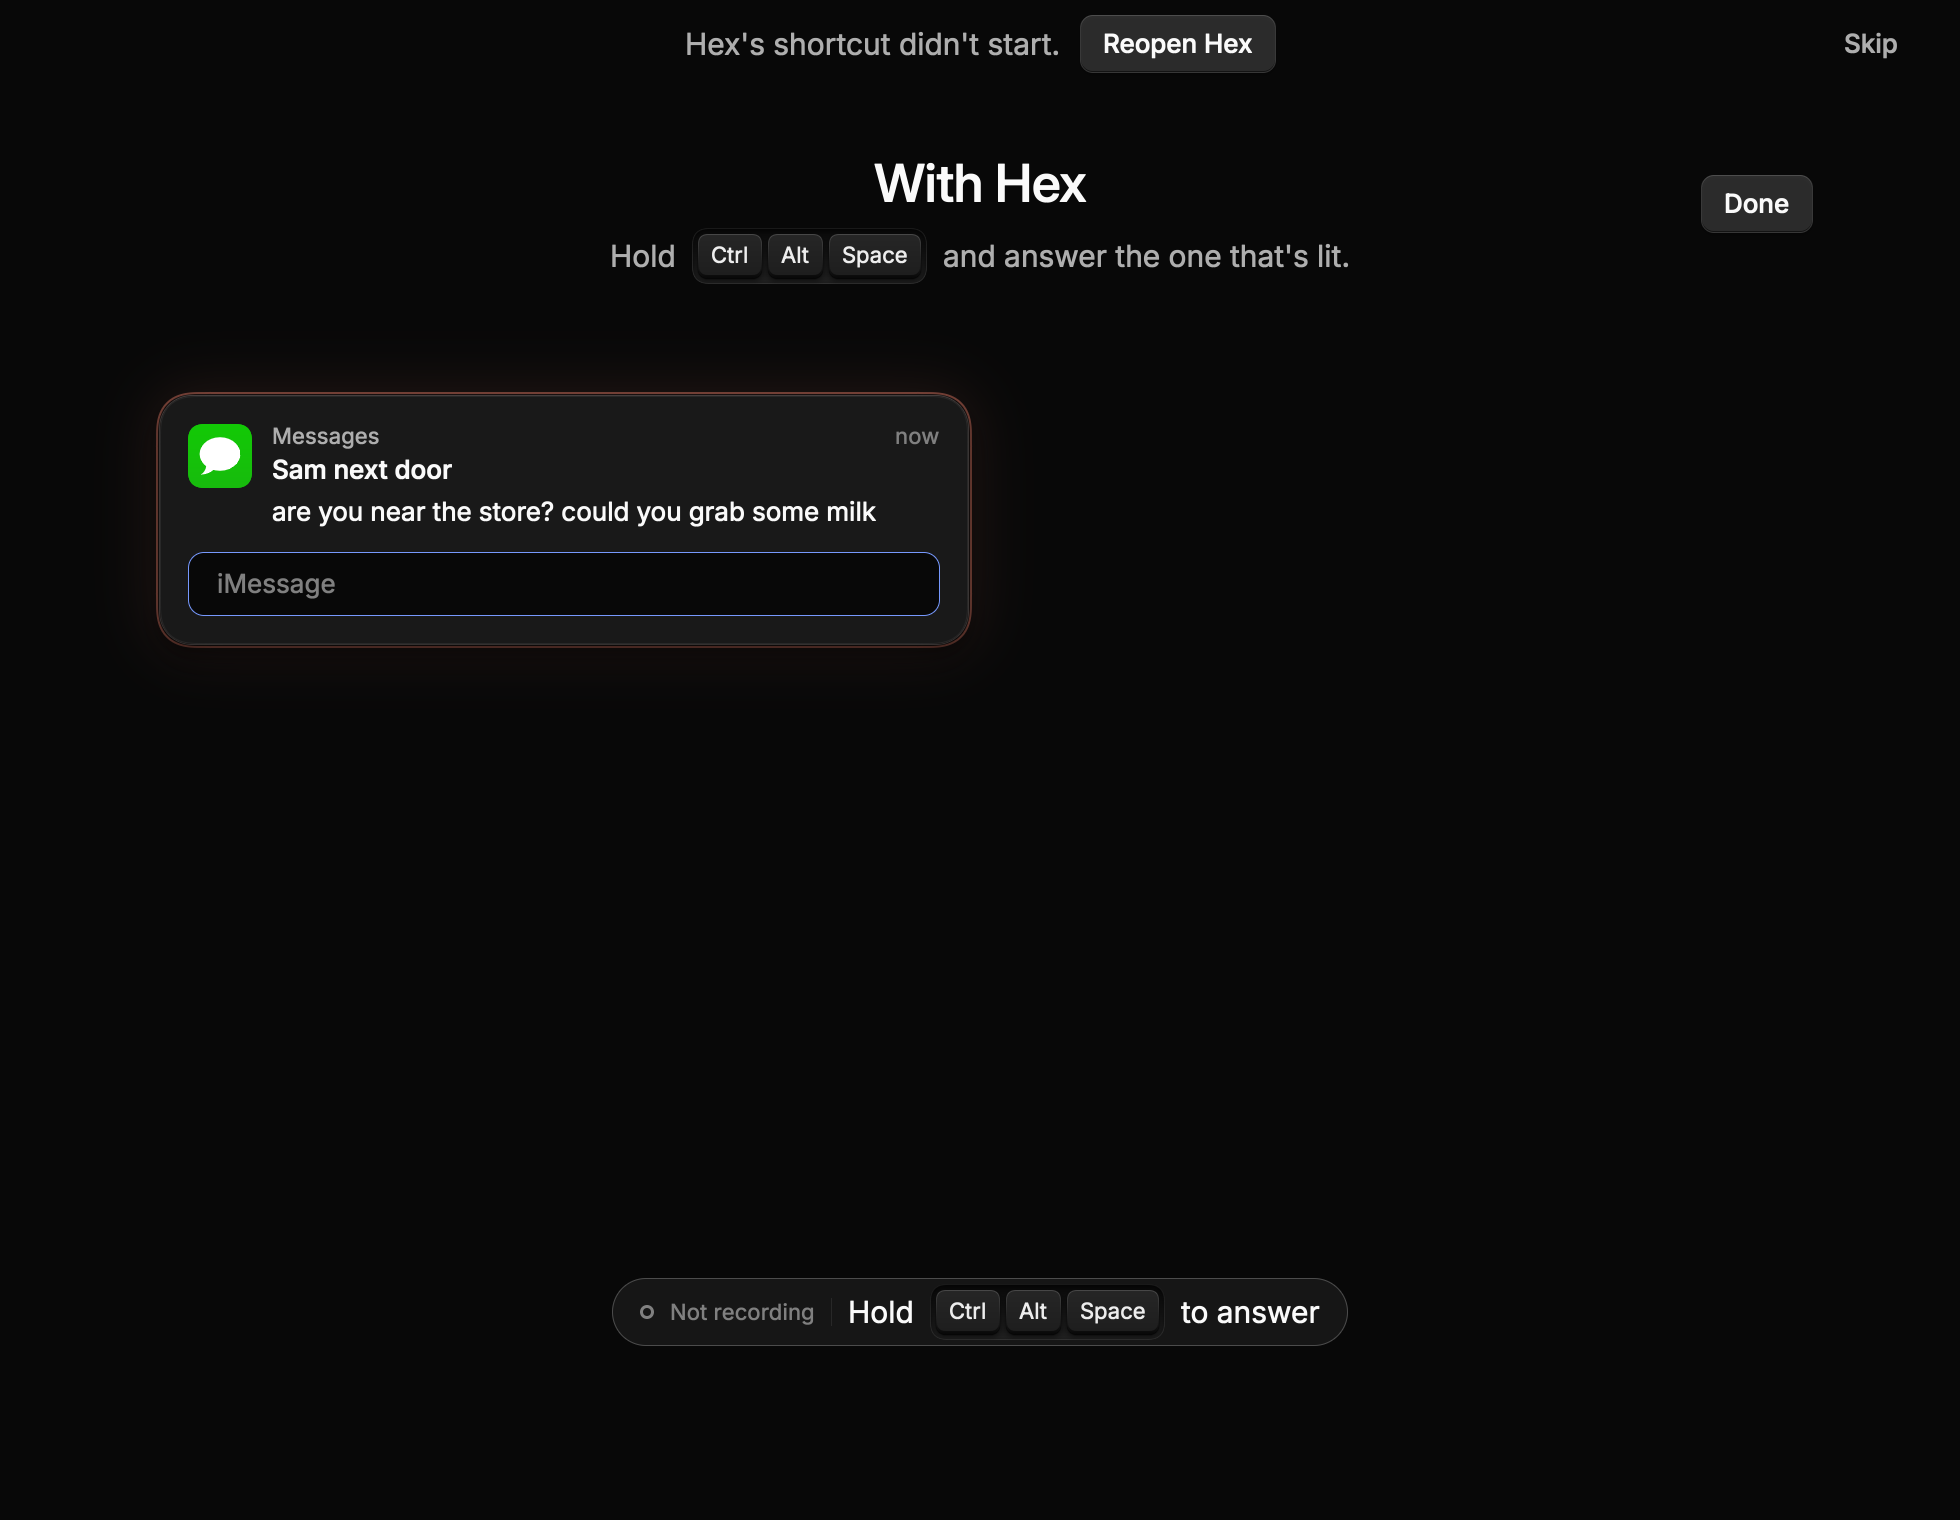 Hex's shortcut didn't start. Reopen Hex
Skip
With Hex
Done
Hold Ctrl Alt Space and answer the one that's lit.
Messages now
Sam next door
are you near the store? could you grab some milk
iMessage
Not recording Hold Ctrl Alt Space to answer